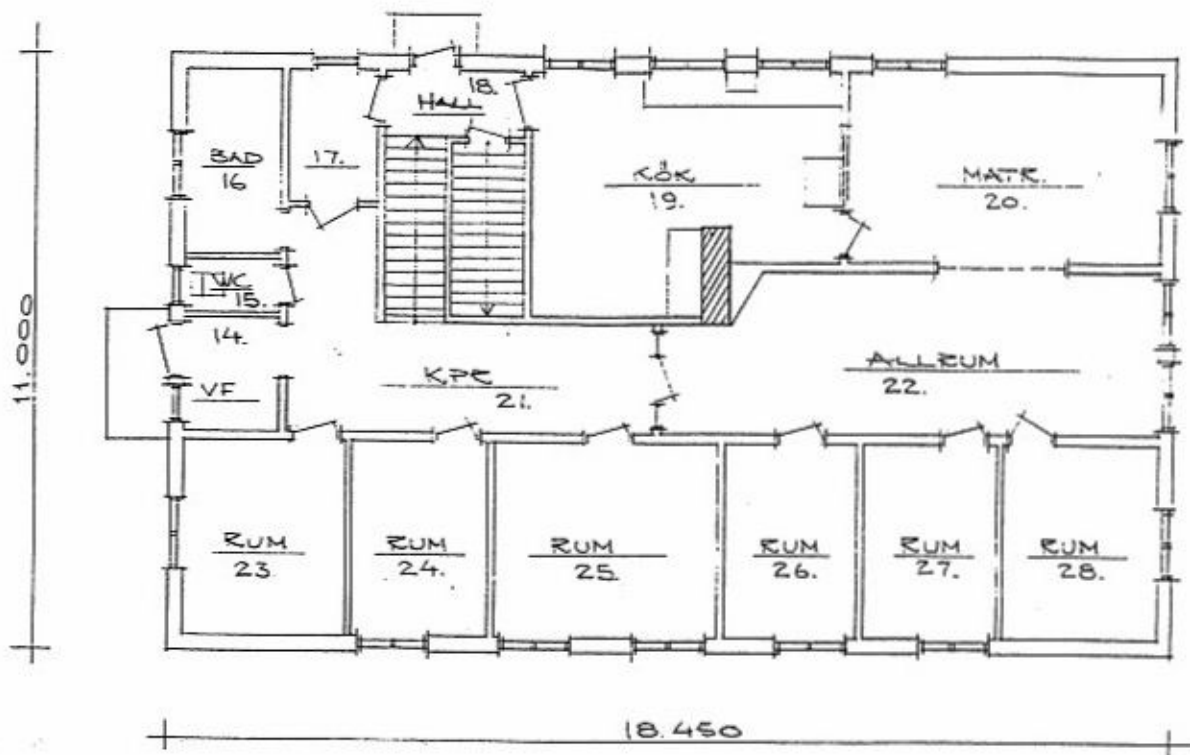 18.
HALL
BAD
16
17.
KÖK
19.
MATR.
20.
WC
15.
14.
VF
KPR
21.
ALLRUM
22.
11.000
RUM
23.
RUM
24.
RUM
25
RUM
26.
RUM
27.
RUM
28.
18.450